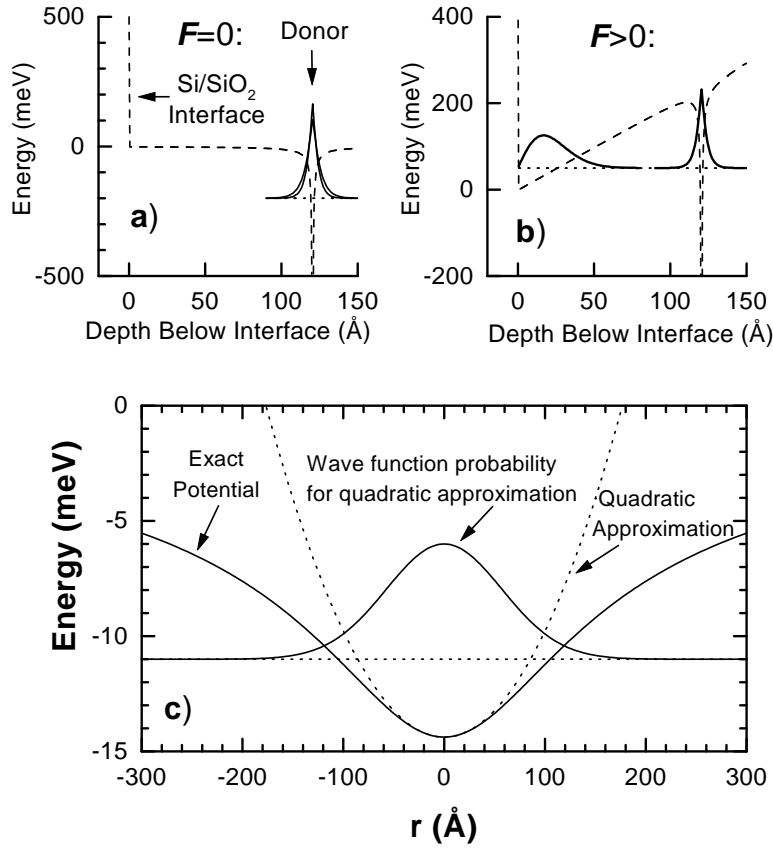 F=0:
Donor
Si/SiO2
Interface
a)
500
0
-500
Energy (meV)
0
50
100
150
Depth Below Interface (Å)
F>0:
b)
400
200
0
-200
Energy (meV)
0
50
100
150
Depth Below Interface (Å)
0
-5
-10
-15
Energy (meV)
Exact
Potential
Wave function probability
for quadratic approximation
Quadratic
Approximation
c)
-300
-200
-100
0
100
200
300
r (Å)